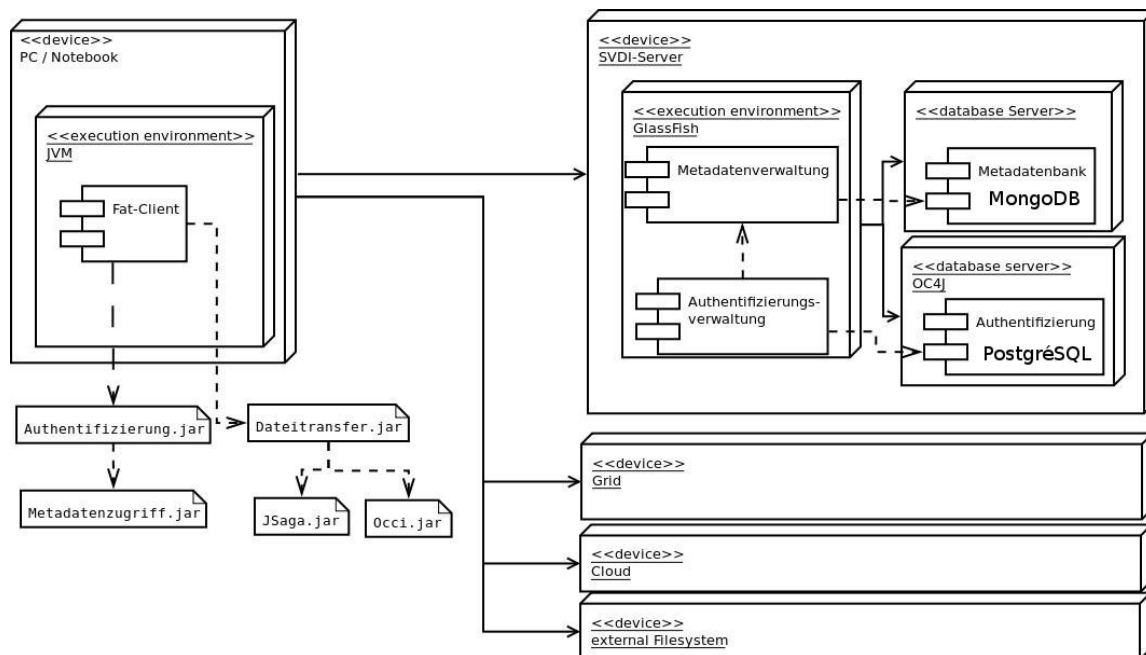 <<device>>
PC / Notebook
<<execution environment>>
JVM
Fat-Client
Authentifizierung.jar
Metadatenzugriff.jar
Dateitransfer.jar
JSaga.jar
Occi.jar
<<device>>
SVDI-Server
<<execution environment>>
GlassFish
Metadatenverwaltung
Authentifizierungs-
verwaltung
<<database Server>>
Metadatenbank
MongoDB
<<database server>>
OC4J
Authentifizierung
PostgréSQL
<<device>>
Grid
<<device>>
Cloud
<<device>>
external Filesystem